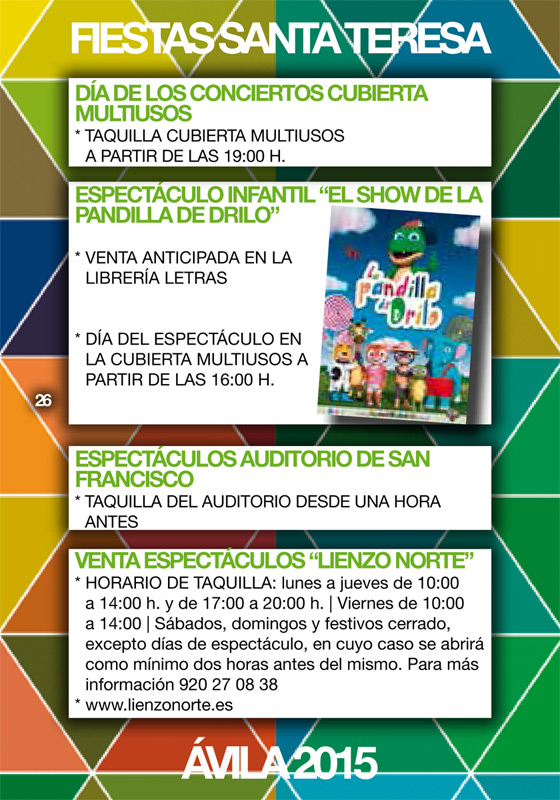 FIESTAS SANTA TERESA
DÍA DE LOS CONCIERTOS CUBIERTA
MULTIUSOS
* TAQUILLA CUBIERTA MULTIUSOS
A PARTIR DE LAS 19:00 H.
ESPECTÁCULO INFANTIL “EL SHOW DE LA
PANDILLA DE DRILO”
* VENTA ANTICIPADA EN LA
LIBRERÍA LETRAS
* DÍA DEL ESPECTÁCULO EN
LA CUBIERTA MULTIUSOS A
PARTIR DE LAS 16:00 H.
La
pandilla
de Drilo
26
ESPECTÁCULOS AUDITORIO DE SAN
FRANCISCO
* TAQUILLA DEL AUDITORIO DESDE UNA HORA
ANTES
VENTA ESPECTÁCULOS “LIENZO NORTE”
* HORARIO DE TAQUILLA: lunes a jueves de 10:00
a 14:00 h. y de 17:00 a 20:00 h. | Viernes de 10:00
a 14:00 | Sábados, domingos y festivos cerrado,
excepto días de espectáculo, en cuyo caso se abrirá
como mínimo dos horas antes del mismo. Para más
información 920 27 08 38
* www.lienzonorte.es
ÁVILA 2015